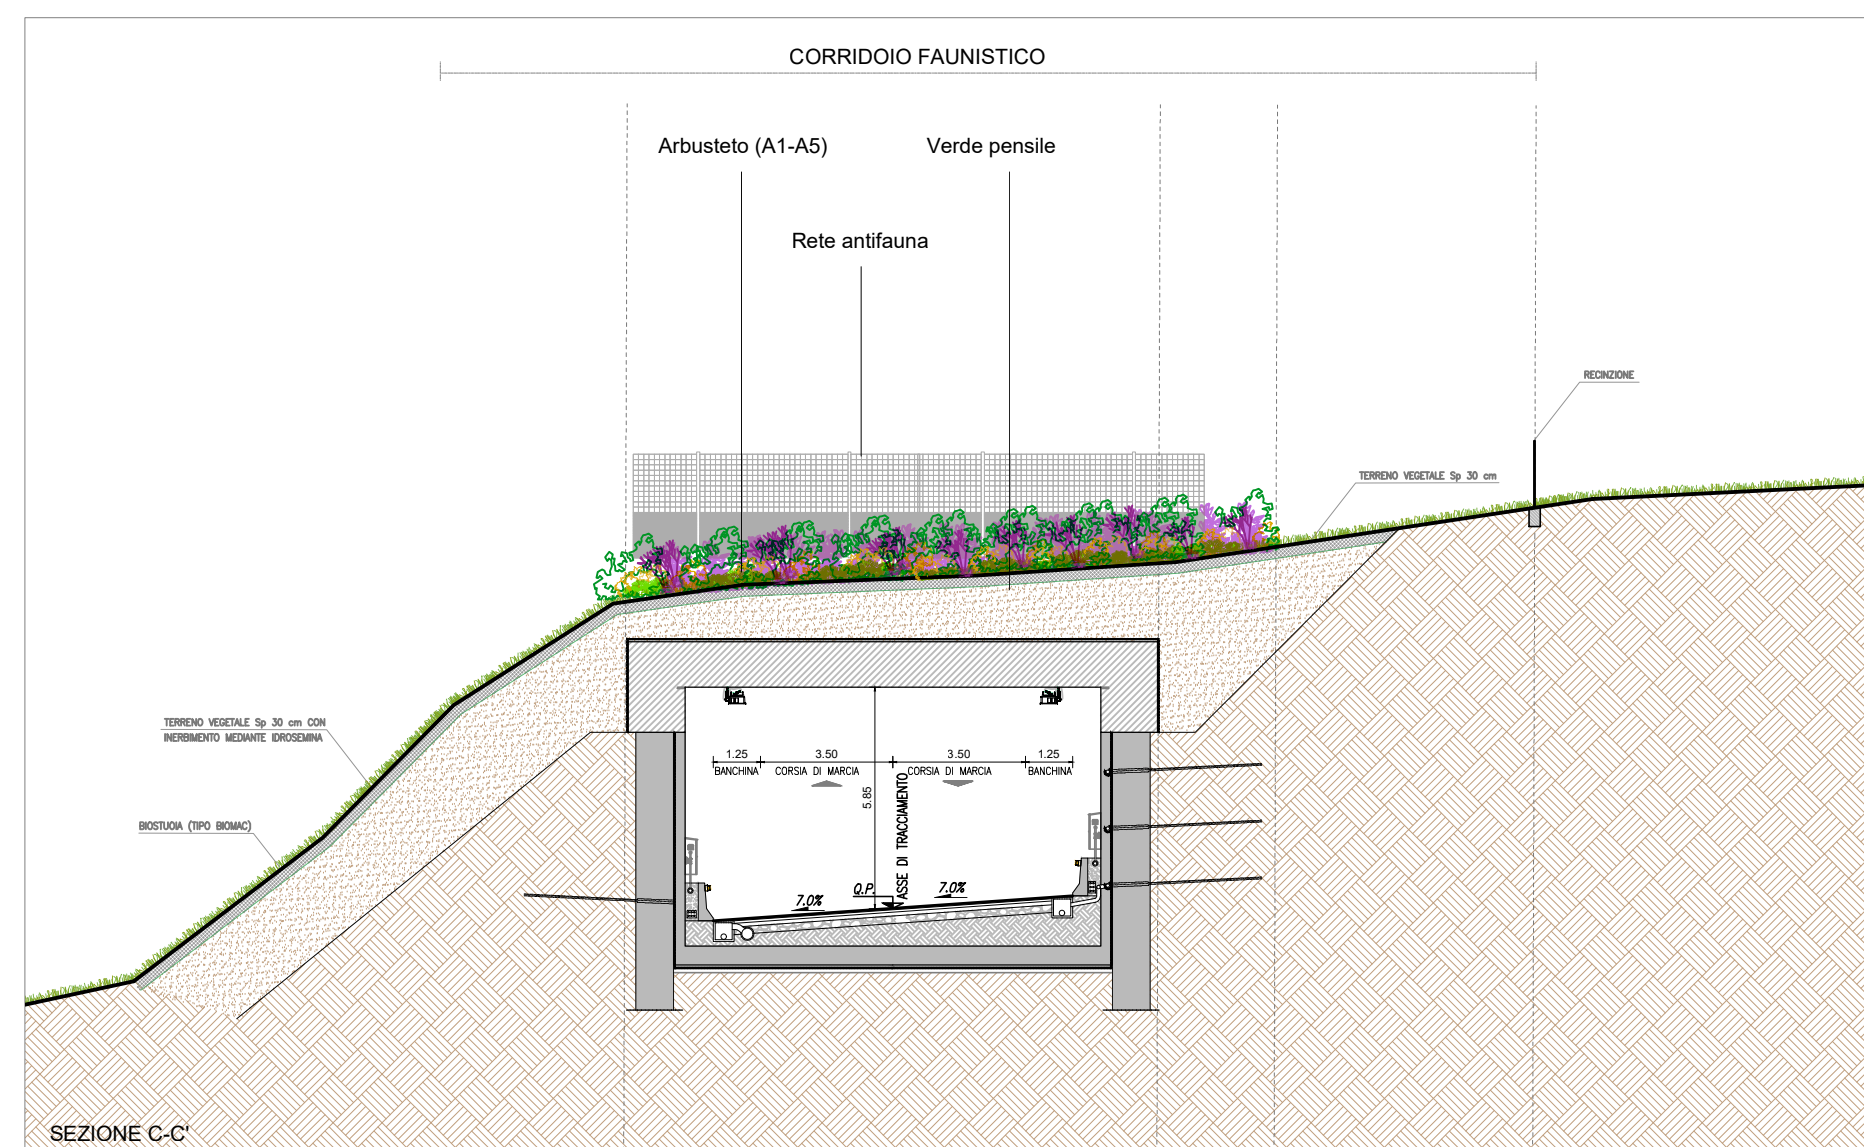 CORRIDOIO FAUNISTICO
Arbusteto (A1-A5)
Verde pensile
Rete antifauna
RECINZIONE
TERRENO VEGETALE Sp 30 cm
TERRENO VEGETALE Sp 30 cm CON
INERBIMENTO MEDIANTE IDROSEMINA
BIOSTUOIA (TIPO BIOMAC)
1.25
3.50
3.50
1.25
BANCHINA
CORSIA DI MARCIA
CORSIA DI MARCIA
BANCHINA
5.85
ASSE DI TRACCIAMENTO
Q.P.
7.0%
7.0%
SEZIONE C-C'